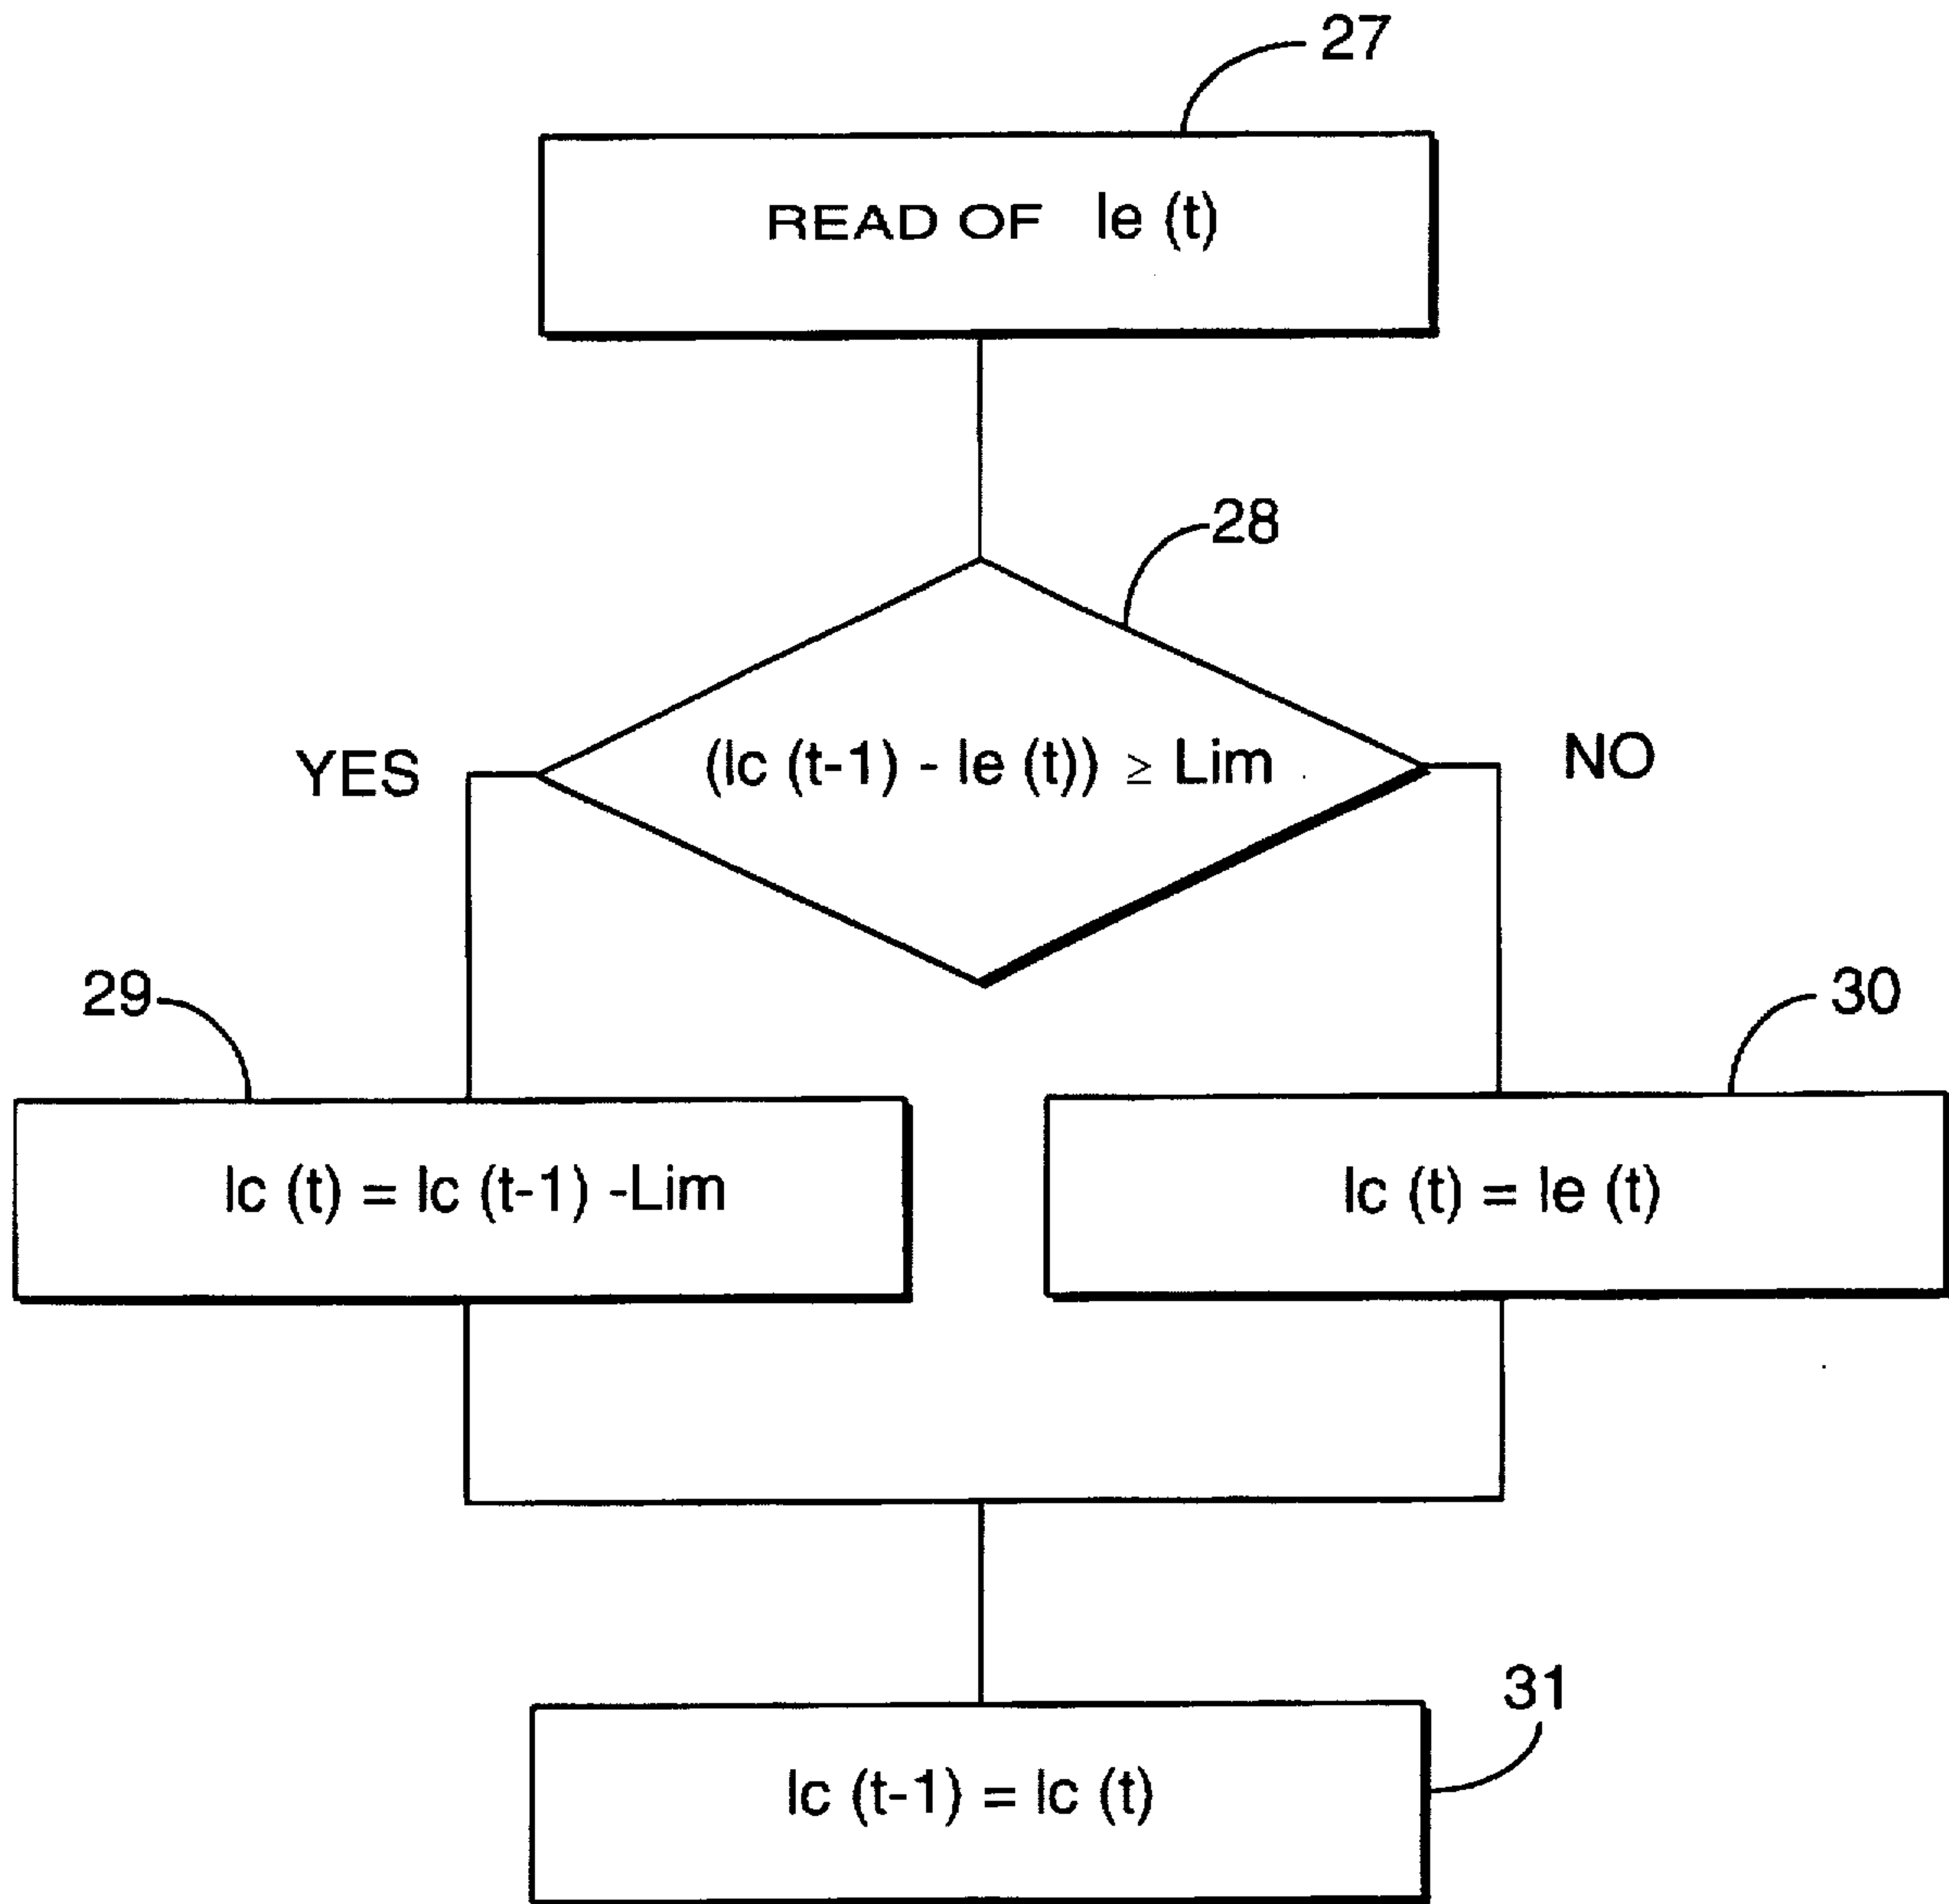 27
READ OF Ie (t)
28
YES
(Ic (t-1) - Ie (t)) ≥ Lim
NO
29
30
Ic (t) = Ic (t-1) -Lim
Ic (t) = Ie (t)
31
Ic (t-1) = Ic (t)